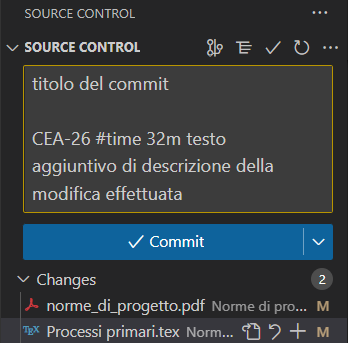 SOURCE CONTROL
SOURCE CONTROL
titolo del commit
CEA-26 #time 32m testo
aggiuntivo di descrizione della
modifica effettuata
Commit
Changes 2
norme_di_progetto.pdf Norme di pro... M
TEX Processi primari.tex Norm... M